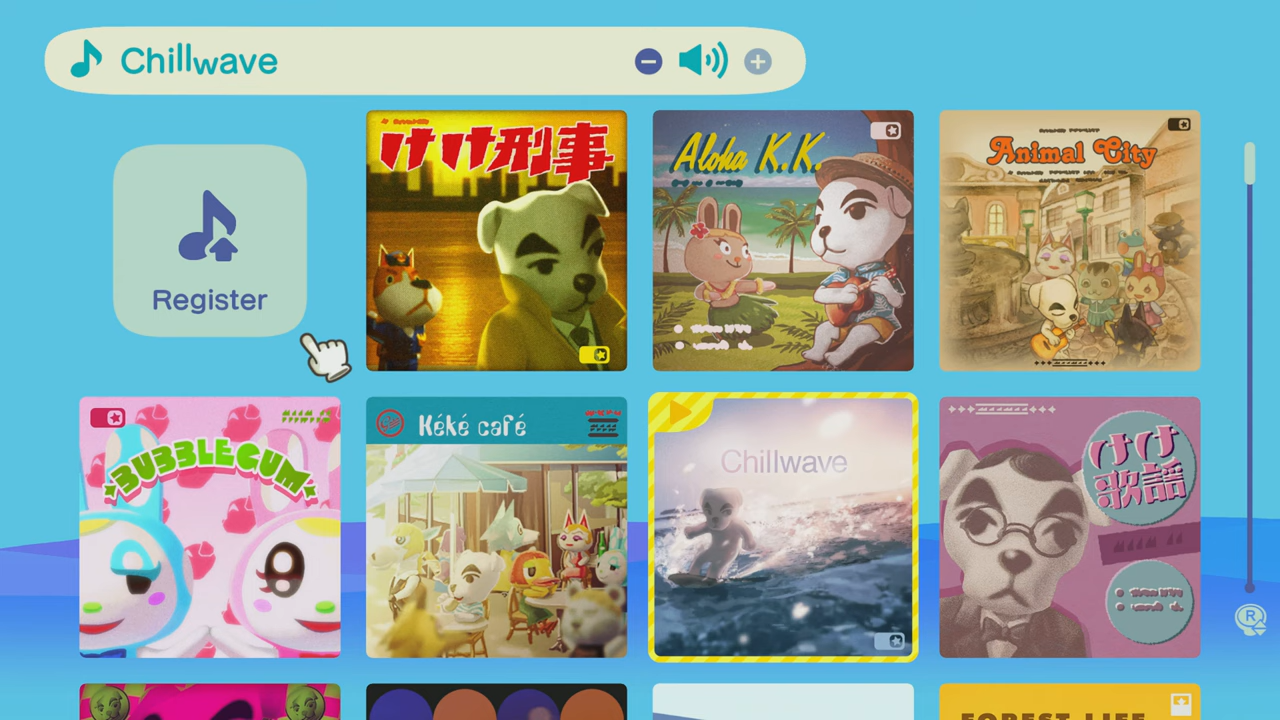 Chillwave
Register
けけ刑事
Aloha K.K.
Animal City
BUBBLEGUM
Kéké café
Chillwave
けけ
歌謡
R
FOREST LIFE